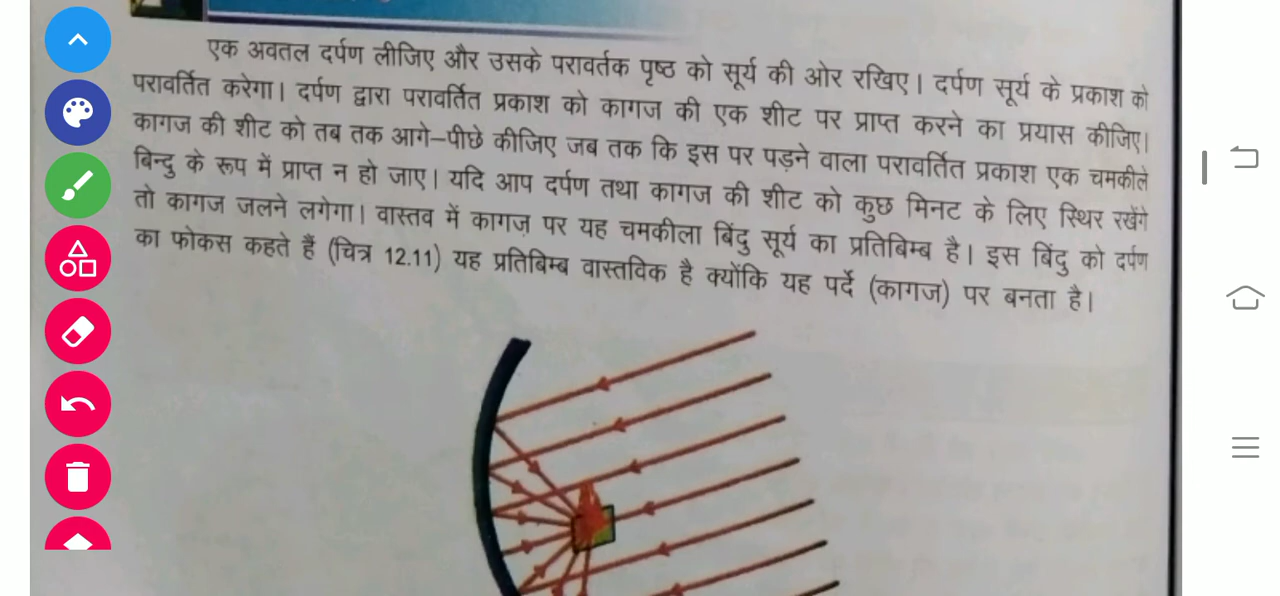 एक अवतल दर्पण लीजिए और उसके परावर्तक पृष्ठ को सूर्य की ओर रखिए। दर्पण सूर्य के प्रकाश को
परावर्तित करेगा। दर्पण द्वारा परावर्तित प्रकाश को कागज की एक शीट पर प्राप्त करने का प्रयास कीजिए।
कागज की शीट को तब तक आगे–पीछे कीजिए जब तक कि इस पर पड़ने वाला परावर्तित प्रकाश एक चमकीले
बिन्दु के रूप में प्राप्त न हो जाए। यदि आप दर्पण तथा कागज की शीट को कुछ मिनट के लिए स्थिर रखेंगे
तो कागज जलने लगेगा। वास्तव में कागज़ पर यह चमकीला बिंदु सूर्य का प्रतिबिम्ब है। इस बिंदु को दर्पण
का फोकस कहते हैं (चित्र 12.11) यह प्रतिबिम्ब वास्तविक है क्योंकि यह पर्दे (कागज) पर बनता है।